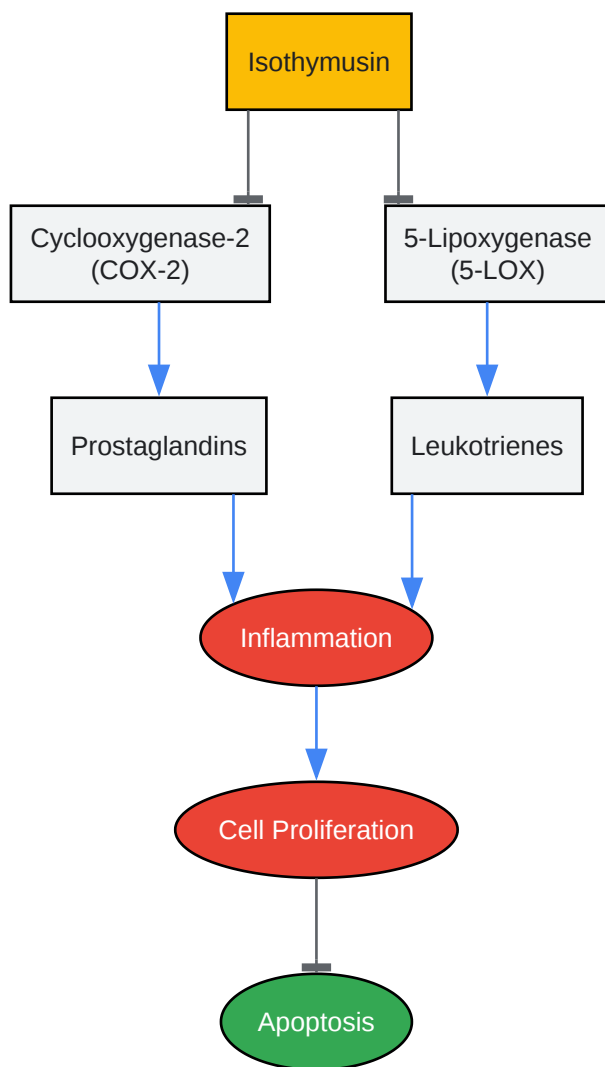 Isothymusin
Cyclooxygenase-2
(COX-2)
5-Lipoxygenase
(5-LOX)
Prostaglandins
Leukotrienes
Inflammation
Cell Proliferation
Apoptosis